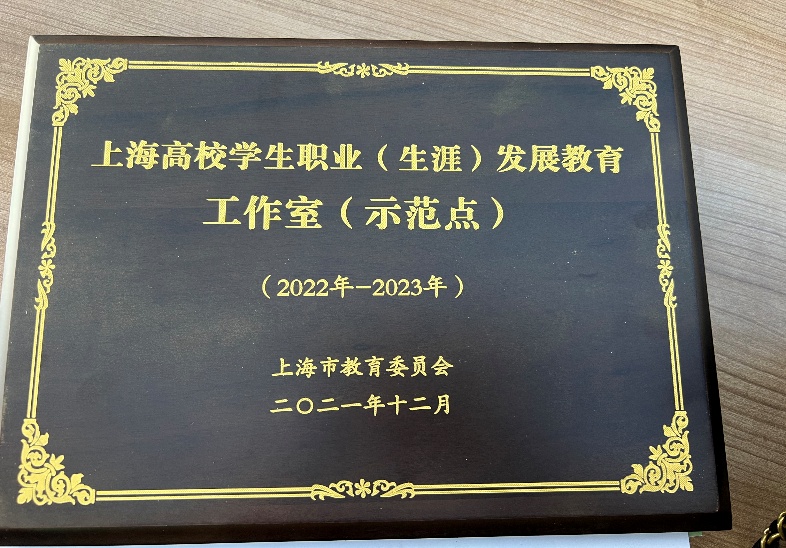 上海高校学生职业（生涯）发展教育
工作室（示范点）
（2022年-2023年）
上海市教育委员会
二〇二一年十二月